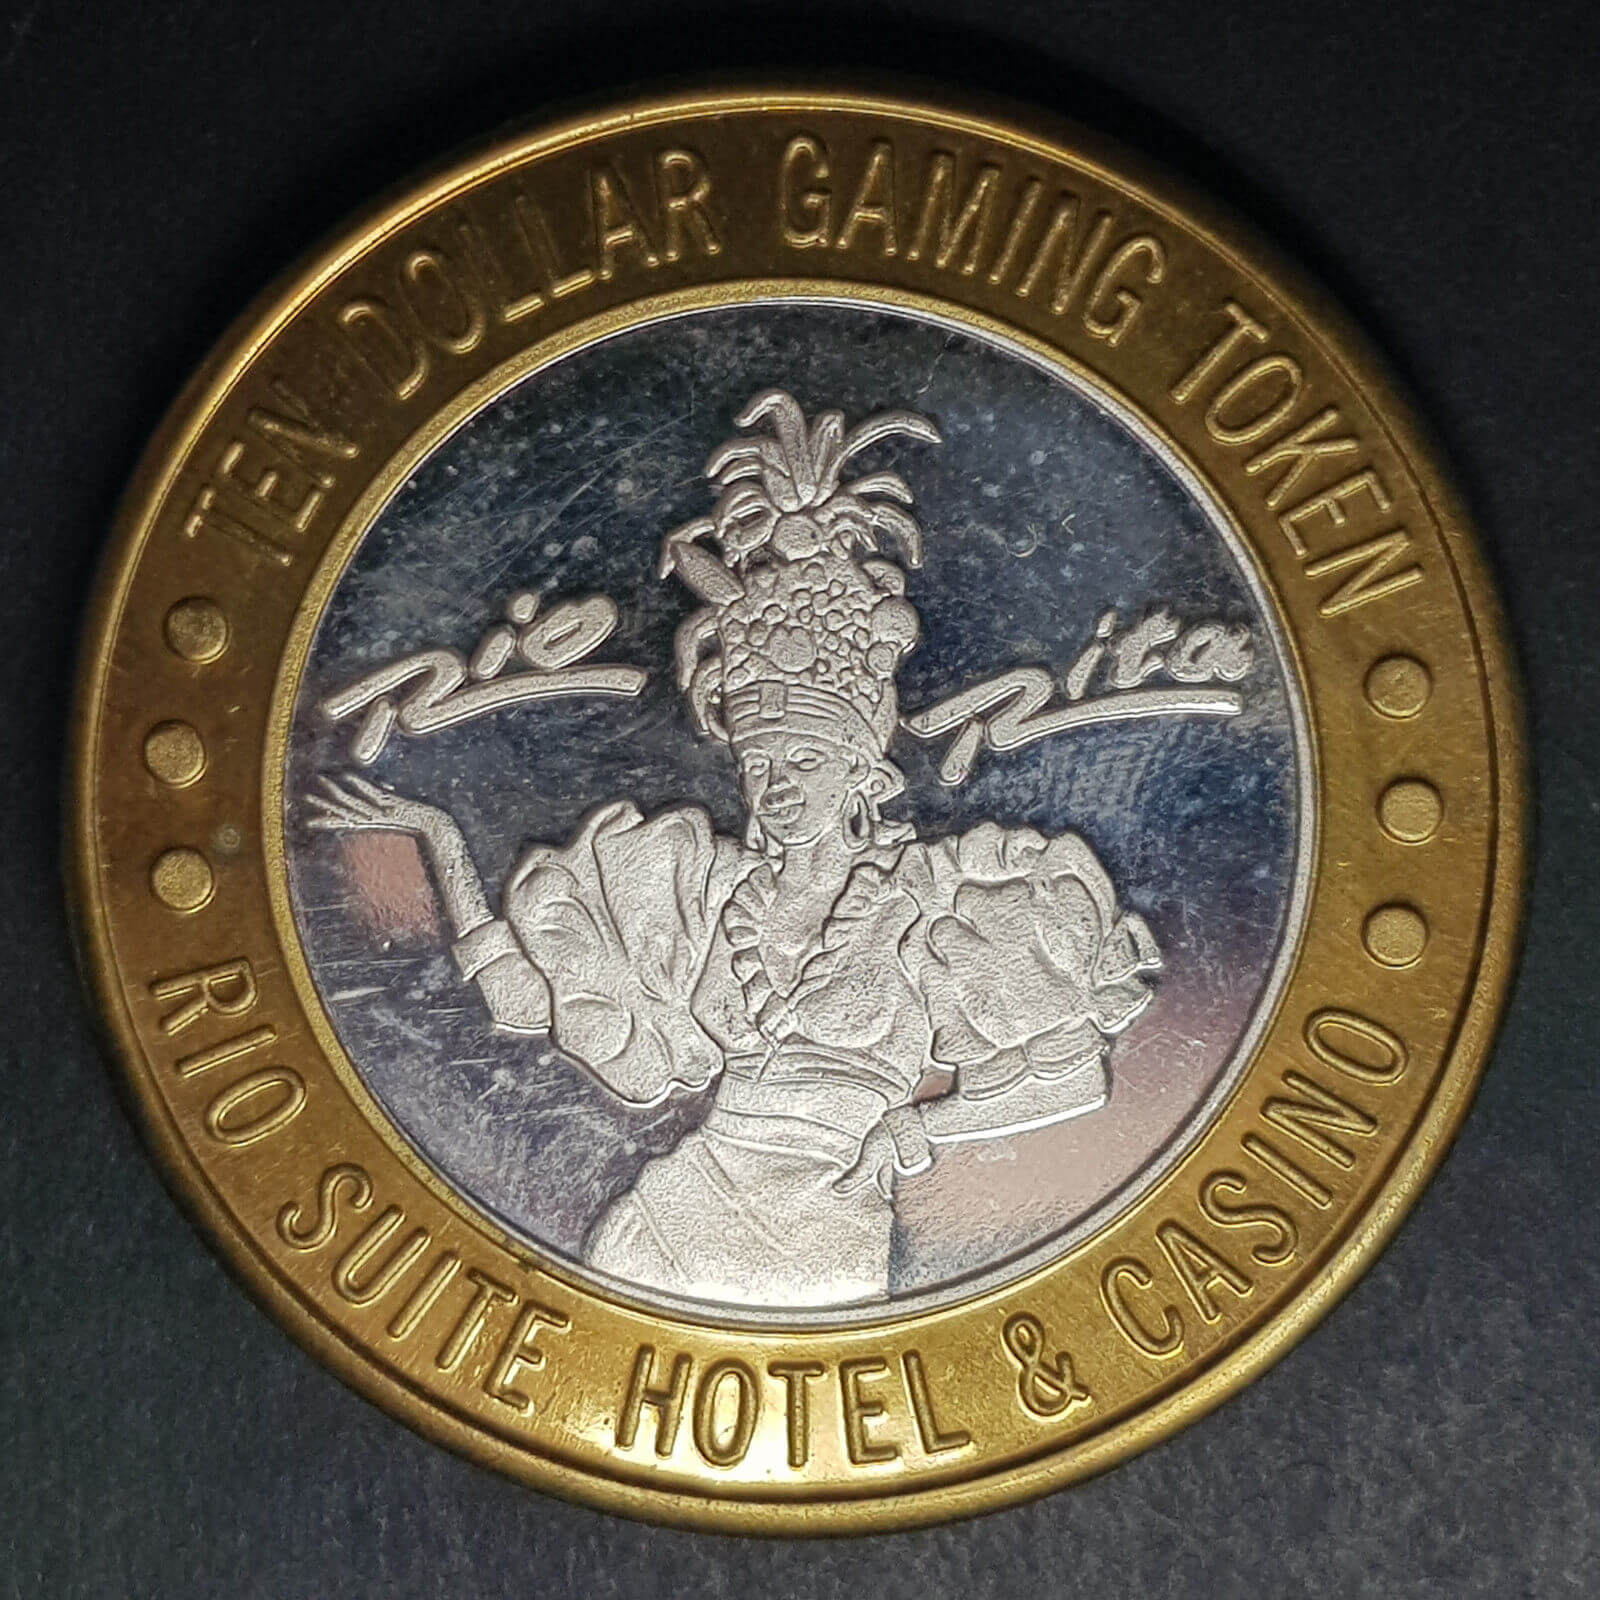 TEN DOLLAR GAMING TOKEN
Rio Rita
RIO SUITE HOTEL & CASINO